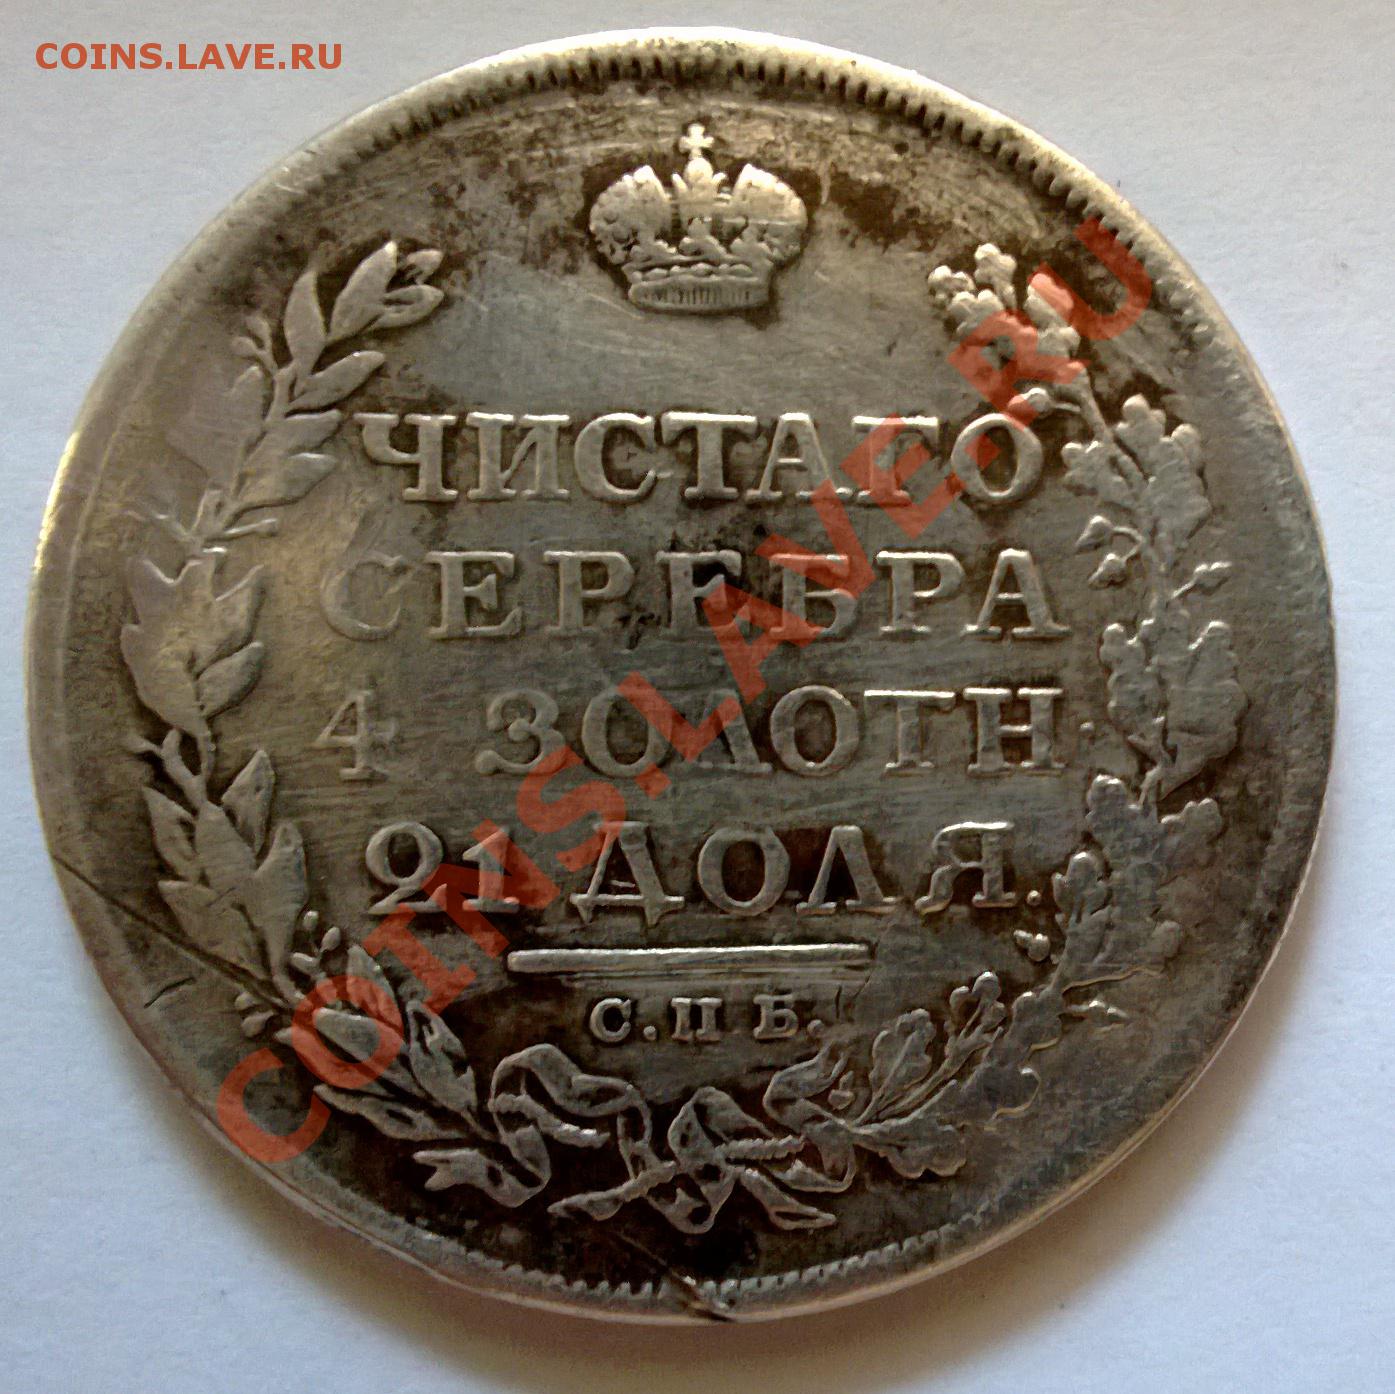 COINS.LAVE.RU
ЧИСТАГО
СЕРЕБРА
4 ЗОЛОТН
21 ДОЛЯ.
С.П Б.
COINS.LAVE.RU